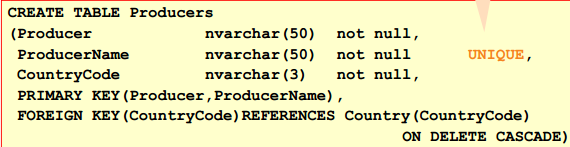 CREATE TABLE Producers
(Producer nvarchar(50) not null,
ProducerName nvarchar(50) not null UNIQUE,
CountryCode nvarchar(3) not null,
PRIMARY KEY(Producer,ProducerName),
FOREIGN KEY(CountryCode)REFERENCES Country(CountryCode)
ON DELETE CASCADE)